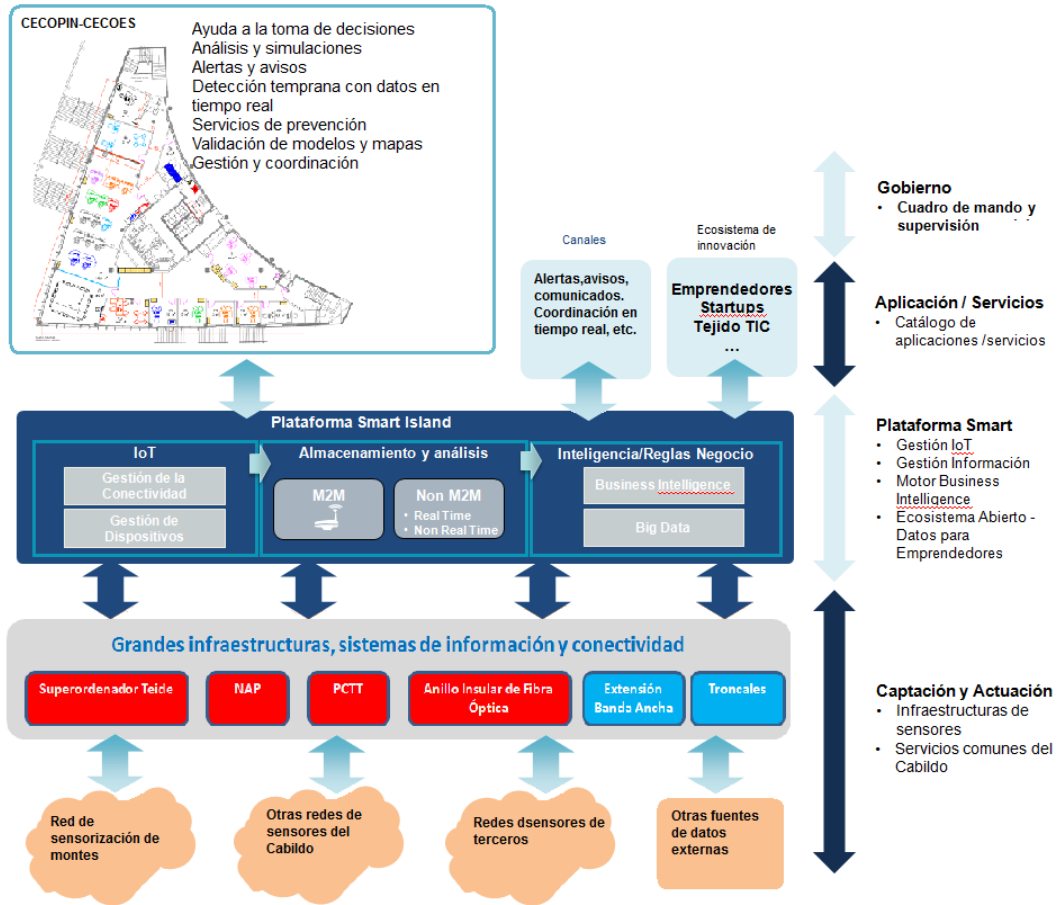 CECOPIN-CECOES
Ayuda a la toma de decisiones
Análisis y simulaciones
Alertas y avisos
Detección temprana con datos en
tiempo real
Servicios de prevención
Validación de modelos y mapas
Gestión y coordinación
Canales
Alertas,avisos,
comunicados.
Coordinación en
tiempo real, etc.
Ecosistema de
innovación
Emprendedores
Startups
Tejido TIC
...
Gobierno
• Cuadro de mando y
supervisión
Aplicación / Servicios
• Catálogo de
aplicaciones /servicios
Plataforma Smart Island
IoT
Gestión de la
Conectividad
Gestión de
Dispositivos
Almacenamiento y análisis
M2M
Non M2M
• Real Time
• Non Real Time
Inteligencia/Reglas Negocio
Business Intelligence
Big Data
Plataforma Smart
• Gestión IoT
• Gestión Información
• Motor Business
Intelligence
• Ecosistema Abierto -
Datos para
Emprendedores
Grandes infraestructuras, sistemas de información y conectividad
Superordenador Teide
NAP
PCTT
Anillo Insular de Fibra
Óptica
Extensión
Banda Ancha
Troncales
Captación y Actuación
• Infraestructuras de
sensores
• Servicios comunes del
Cabildo
Red de
sensorización de
montes
Otras redes de
sensores del
Cabildo
Redes dsensores de
terceros
Otras fuentes
de datos
externas